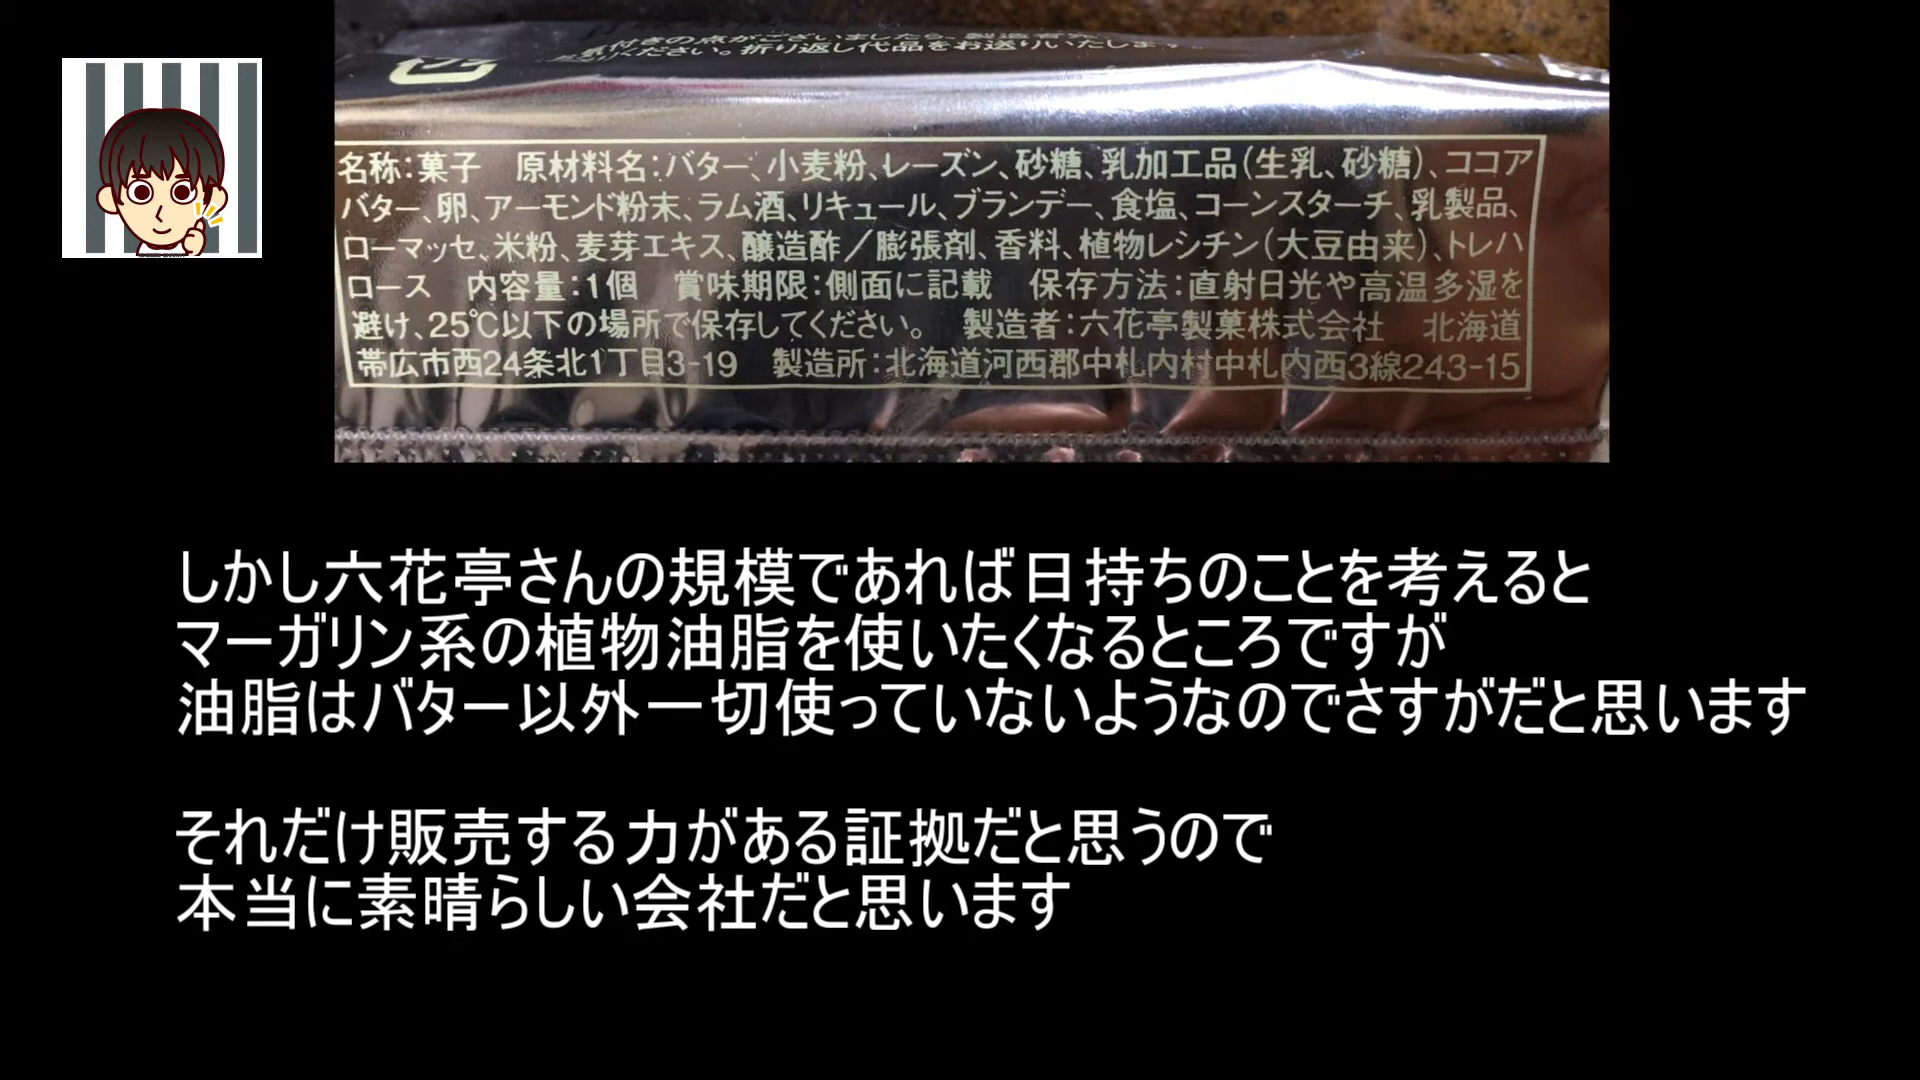 折り返し代品をお送りいたします
名称：菓子　原材料名：バター、小麦粉、レーズン、砂糖、乳加工品（生乳、砂糖）、ココア
バター、卵、アーモンド粉末、ラム酒、リキュール、ブランデー、食塩、コーンスターチ、乳製品、
ローマッセ、米粉、麦芽エキス、醸造酢／膨張剤、香料、植物レシチン（大豆由来）、トレハ
ロース　内容量：1個　賞味期限：側面に記載　保存方法：直射日光や高温多湿を
避け、25℃以下の場所で保存してください。　製造者：六花亭製菓株式会社　北海道
帯広市西24条北1丁目3-19　製造所：北海道河西郡中札内村中札内西3線243-15
しかし六花亭さんの規模であれば日持ちのことを考えると
マーガリン系の植物油脂を使いたくなるところですが
油脂はバター以外一切使っていないようなのでさすがだと思います
それだけ販売する力がある証拠だと思うので
本当に素晴らしい会社だと思います